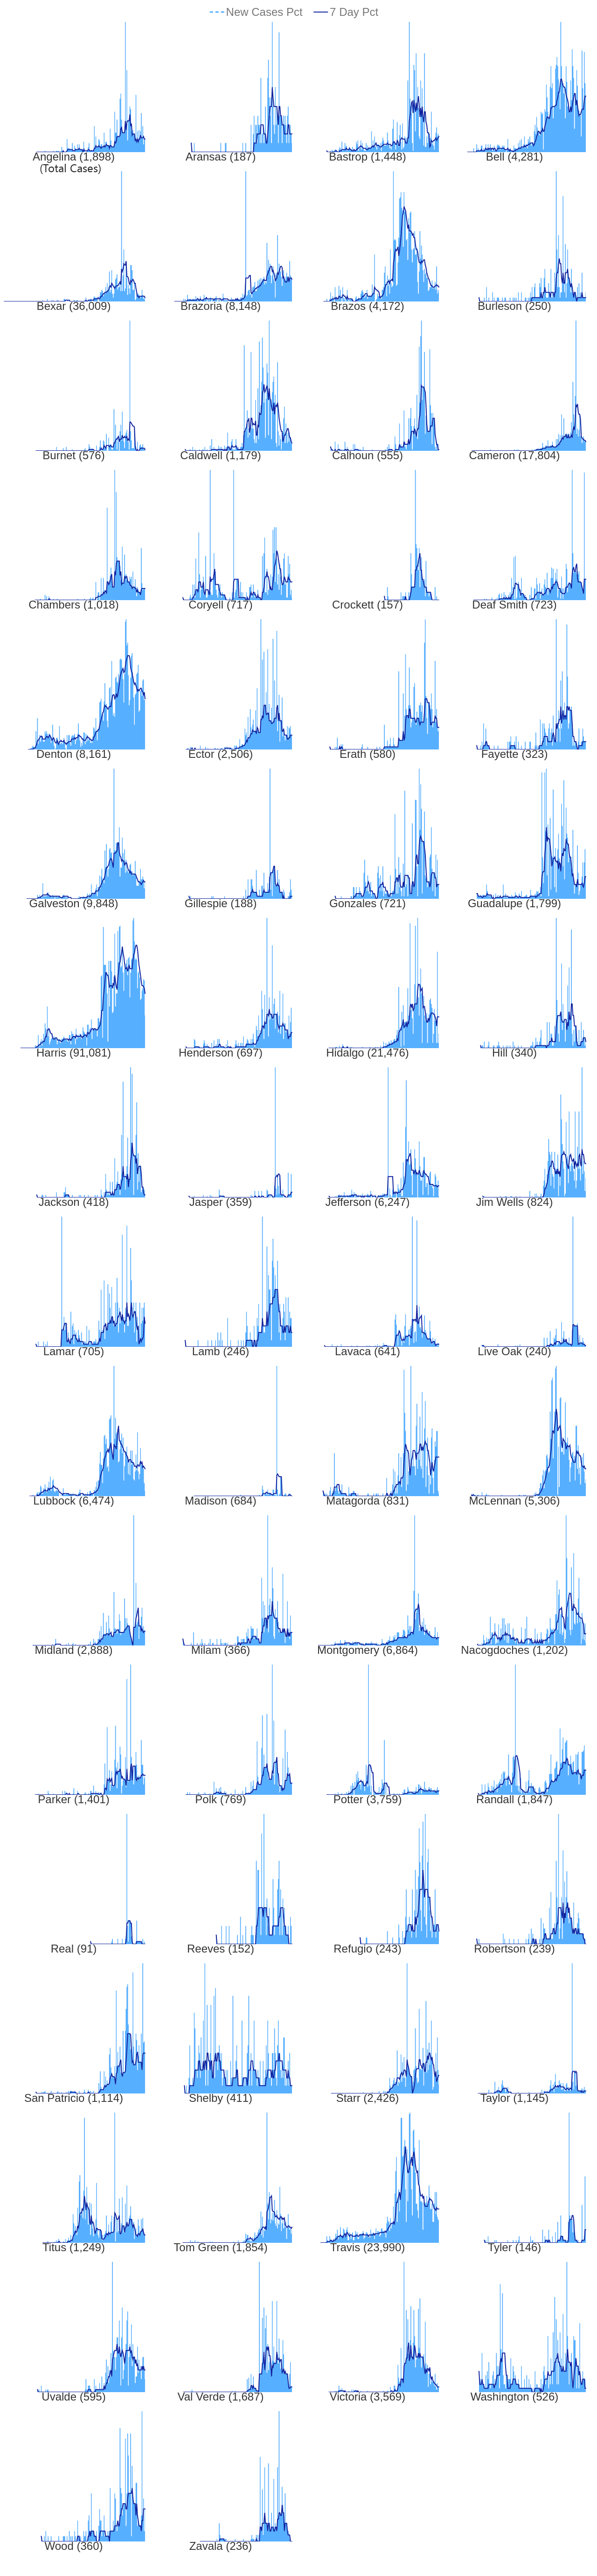 New Cases Pct 7 Day Pct
Angelina (1,898) Aransas (187) Bastrop (1,448) Bell (4,281)
(Total Cases)
Bexar (36,009) Brazoria (8,148) Brazos (4,172) Burleson (250)
Burnet (576) Caldwell (1,179) Calhoun (555) Cameron (17,804)
Chambers (1,018) Coryell (717) Crockett (157) Deaf Smith (723)
Denton (8,161) Ector (2,506) Erath (580) Fayette (323)
Galveston (9,848) Gillespie (188) Gonzales (721) Guadalupe (1,799)
Harris (91,081) Henderson (697) Hidalgo (21,476) Hill (340)
Jackson (418) Jasper (359) Jefferson (6,247) Jim Wells (824)
Lamar (705) Lamb (246) Lavaca (641) Live Oak (240)
Lubbock (6,474) Madison (684) Matagorda (831) McLennan (5,306)
Midland (2,888) Milam (366) Montgomery (6,864) Nacogdoches (1,202)
Parker (1,401) Polk (769) Potter (3,759) Randall (1,847)
Real (91) Reeves (152) Refugio (243) Robertson (239)
San Patricio (1,114) Shelby (411) Starr (2,426) Taylor (1,145)
Titus (1,249) Tom Green (1,854) Travis (23,990) Tyler (146)
Uvalde (595) Val Verde (1,687) Victoria (3,569) Washington (526)
Wood (360) Zavala (236)